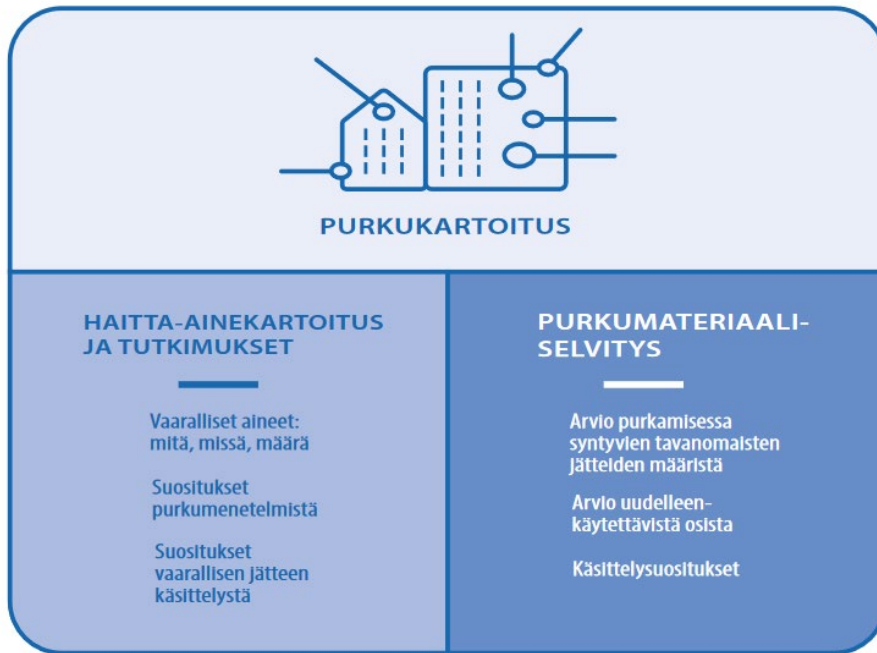 PURKUKARTOITUS
HAITTA-AINEKARTOITUS
JA TUTKIMUKSET
Vaaralliset aineet:
mitä, missä, määrä
Suositukset
purkumenetelmistä
Suositukset
vaarallisen jätteen
käsittelystä
PURKUMATERIAALI-
SELVITYS
Arvio purkamisessa
syntyvien tavanomaisten
jätteiden määristä
Arvio uudelleen-
käytettävistä osista
Käsittelysuositukset